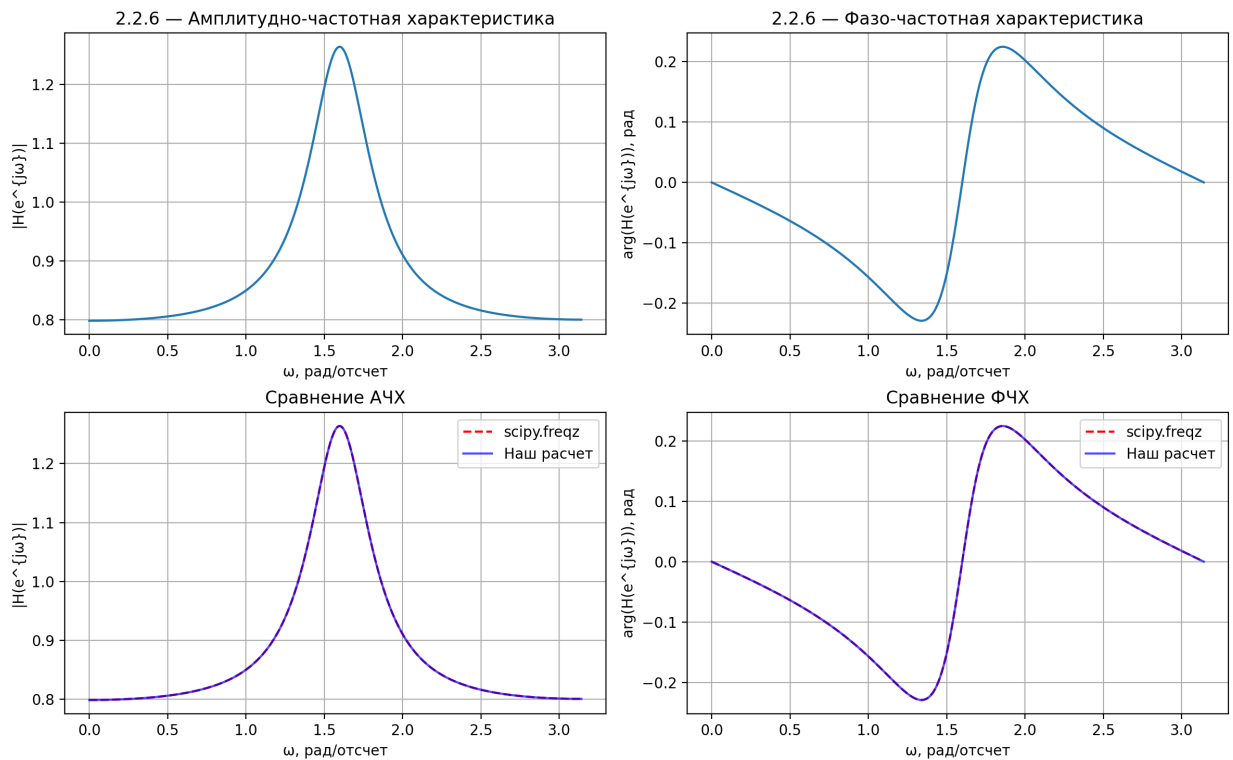 2.2.6 — Амплитудно-частотная характеристика
|H(e^{jω})|
1.2
1.1
1.0
0.9
0.8
0.0 0.5 1.0 1.5 2.0 2.5 3.0
ω, рад/отсчет
2.2.6 — Фазо-частотная характеристика
arg(H(e^{jω})), рад
0.2
0.1
0.0
−0.1
−0.2
0.0 0.5 1.0 1.5 2.0 2.5 3.0
ω, рад/отсчет
Сравнение АЧХ
|H(e^{jω})|
scipy.freqz
Наш расчет
1.2
1.1
1.0
0.9
0.8
0.0 0.5 1.0 1.5 2.0 2.5 3.0
ω, рад/отсчет
Сравнение ФЧХ
arg(H(e^{jω})), рад
scipy.freqz
Наш расчет
0.2
0.1
0.0
−0.1
−0.2
0.0 0.5 1.0 1.5 2.0 2.5 3.0
ω, рад/отсчет